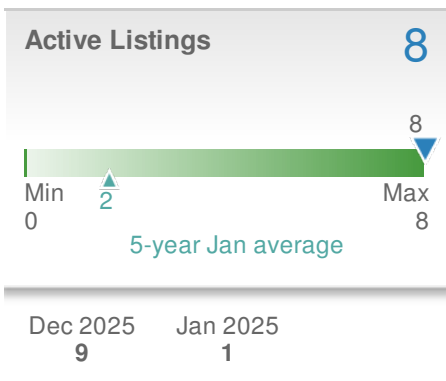 Active Listings 8
8
Min Max
0 2 8
5-year Jan average
Dec 2025 Jan 2025
9 1